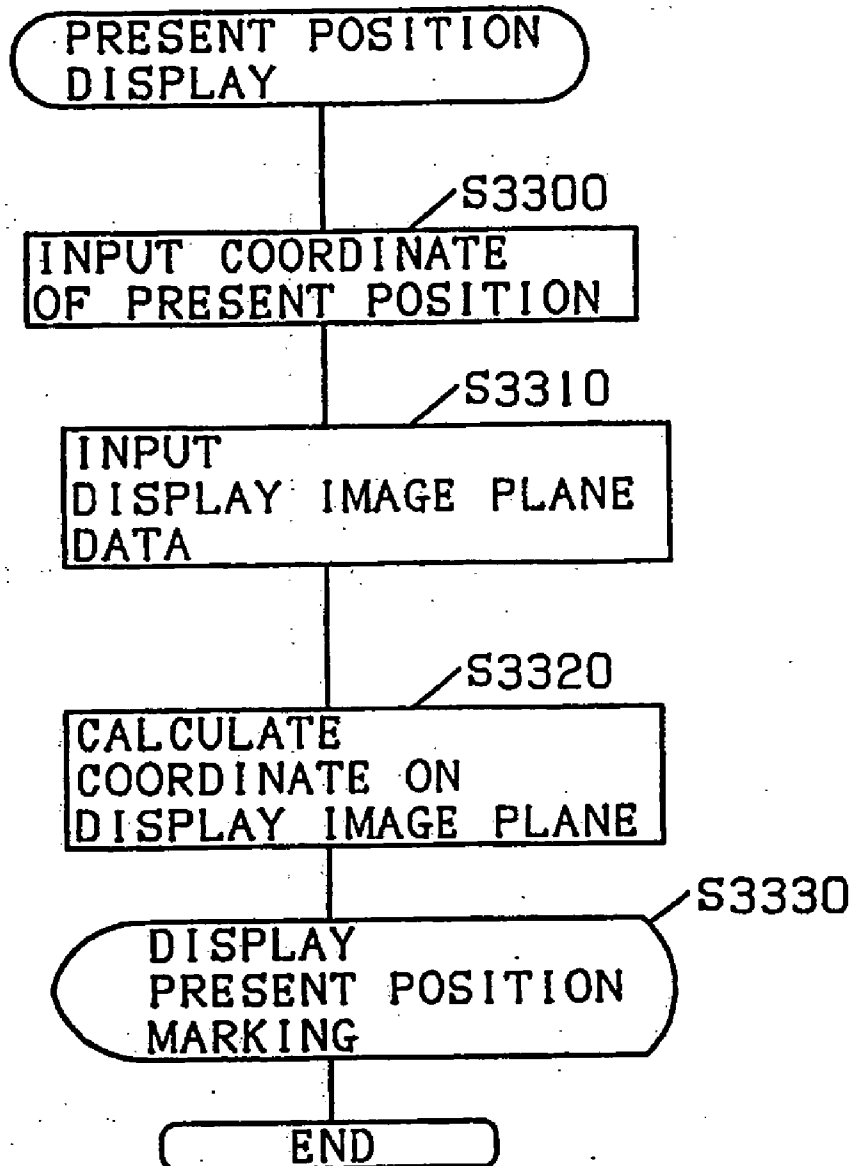 PRESENT POSITION
DISPLAY
S3300
INPUT COORDINATE
OF PRESENT POSITION
S3310
INPUT
DISPLAY IMAGE PLANE
DATA
S3320
CALCULATE
COORDINATE ON
DISPLAY IMAGE PLANE
S3330
DISPLAY
PRESENT POSITION
MARKING
END